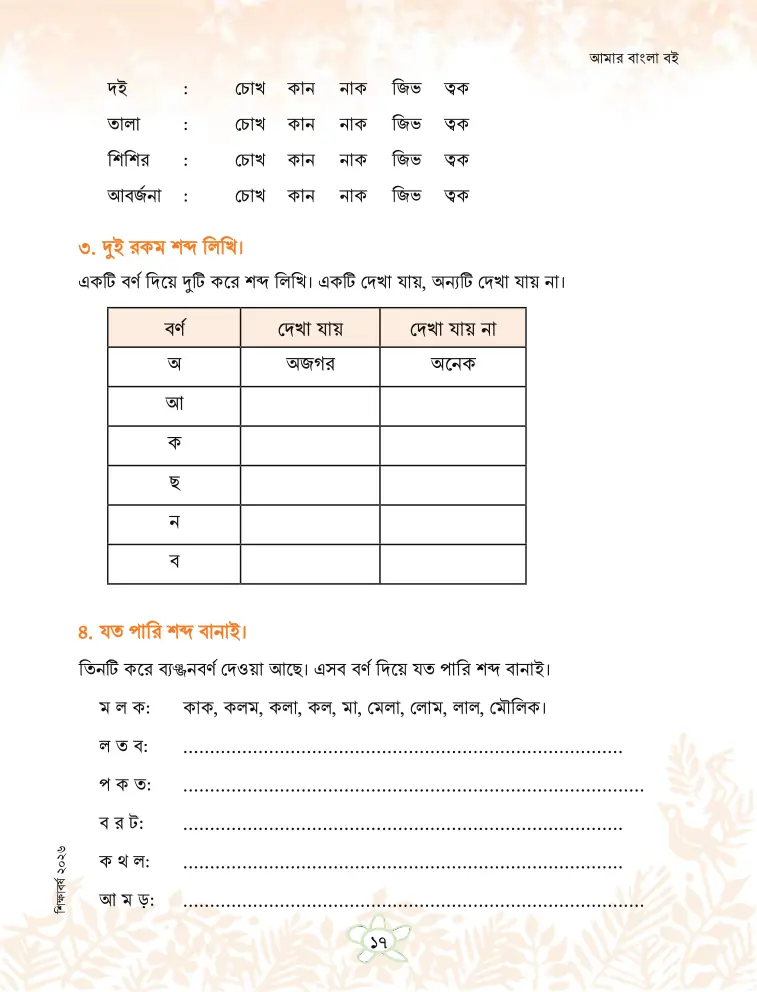 আমার বাংলা বই
দই : চোখ কান নাক জিভ ত্বক
তালা : চোখ কান নাক জিভ ত্বক
শিশির : চোখ কান নাক জিভ ত্বক
আবর্জনা : চোখ কান নাক জিভ ত্বক
৩. দুই রকম শব্দ লিখি।
একটি বর্ণ দিয়ে দুটি করে শব্দ লিখি। একটি দেখা যায়, অন্যটি দেখা যায় না।
বর্ণ দেখা যায় দেখা যায় না
অ অজগর অনেক
আ
ক
ছ
ন
ব
৪. যত পারি শব্দ বানাই।
তিনটি করে ব্যঞ্জনবর্ণ দেওয়া আছে। এসব বর্ণ দিয়ে যত পারি শব্দ বানাই।
ম ল ক: কাক, কলম, কলা, কল, মা, মেলা, লোম, লাল, মৌলিক।
ল ত ব: ....................................................................................
প ক ত: ........................................................................................
ব র ট: ....................................................................................
ক থ ল: ....................................................................................
আ ম ড়: ........................................................................................
শিক্ষাবর্ষ ২০২৬
১৭